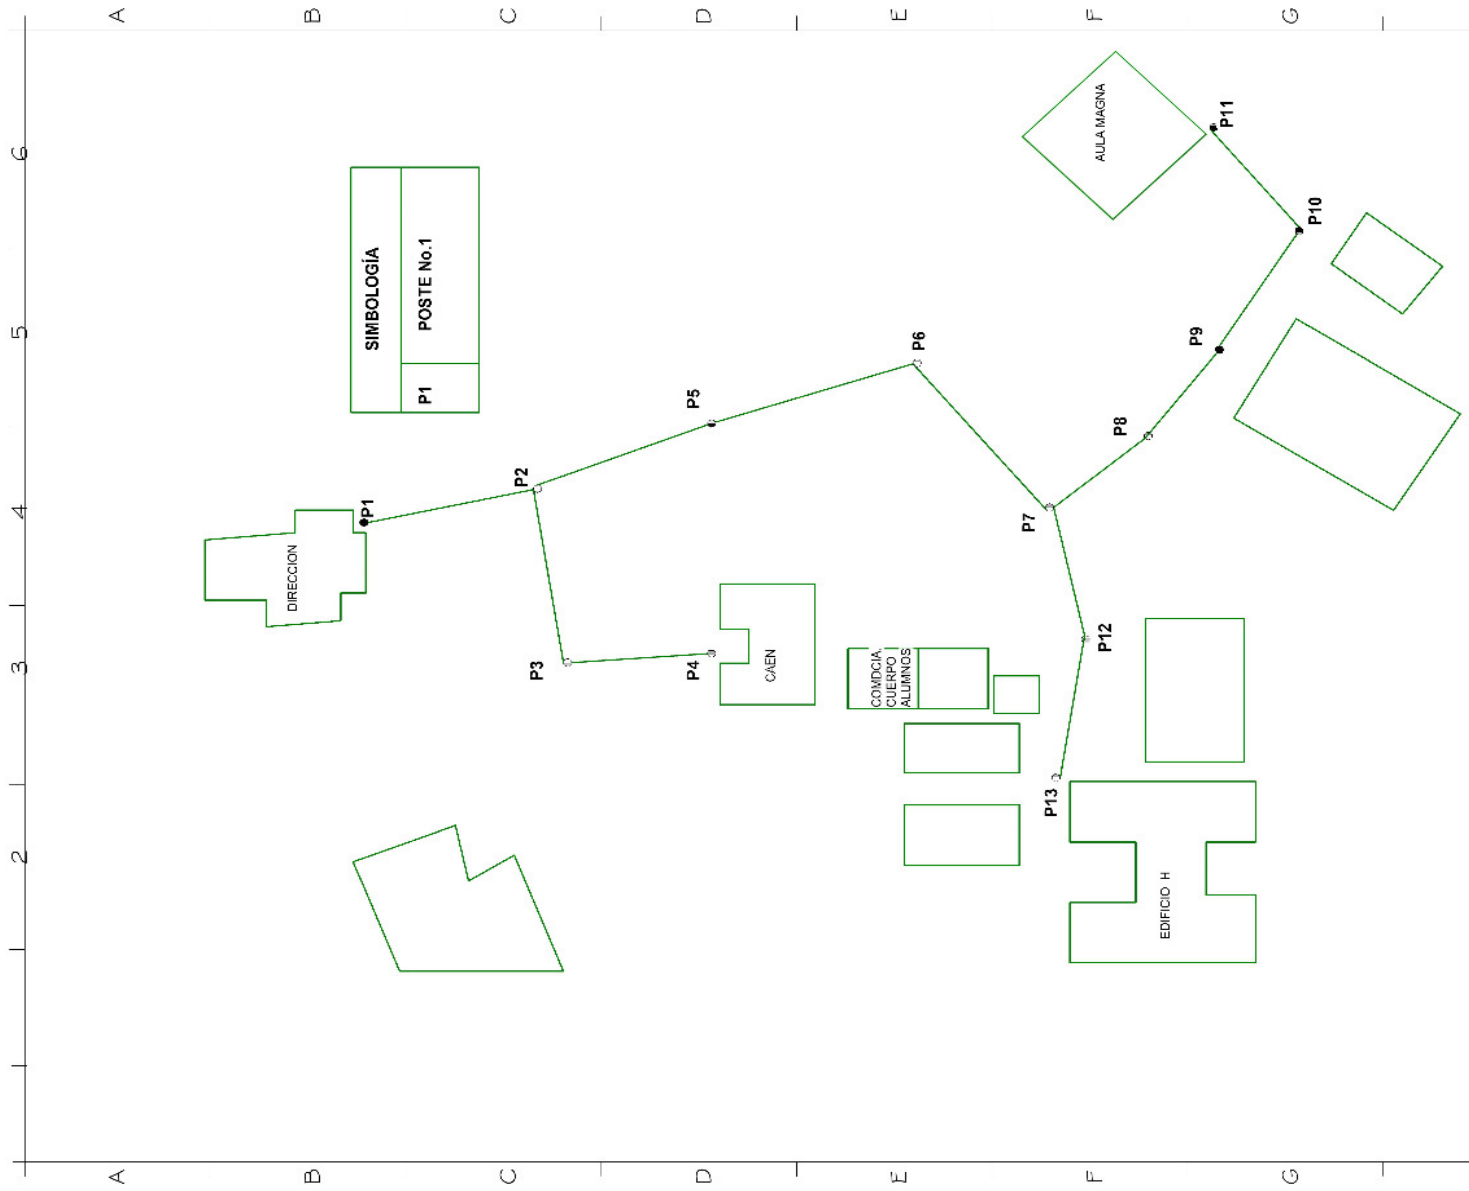 A
B
C
D
E
F
G
6
5
4
3
2
SIMBOLOGÍA
P1
POSTE No.1
AULA MAGNA
P11
P10
P9
P6
P5
P8
P2
P1
P7
DIRECCION
P12
P3
P4
CAEN
COMDCIA.
CUERPO
ALUMNOS
P13
EDIFICIO H
A
B
C
D
E
F
G